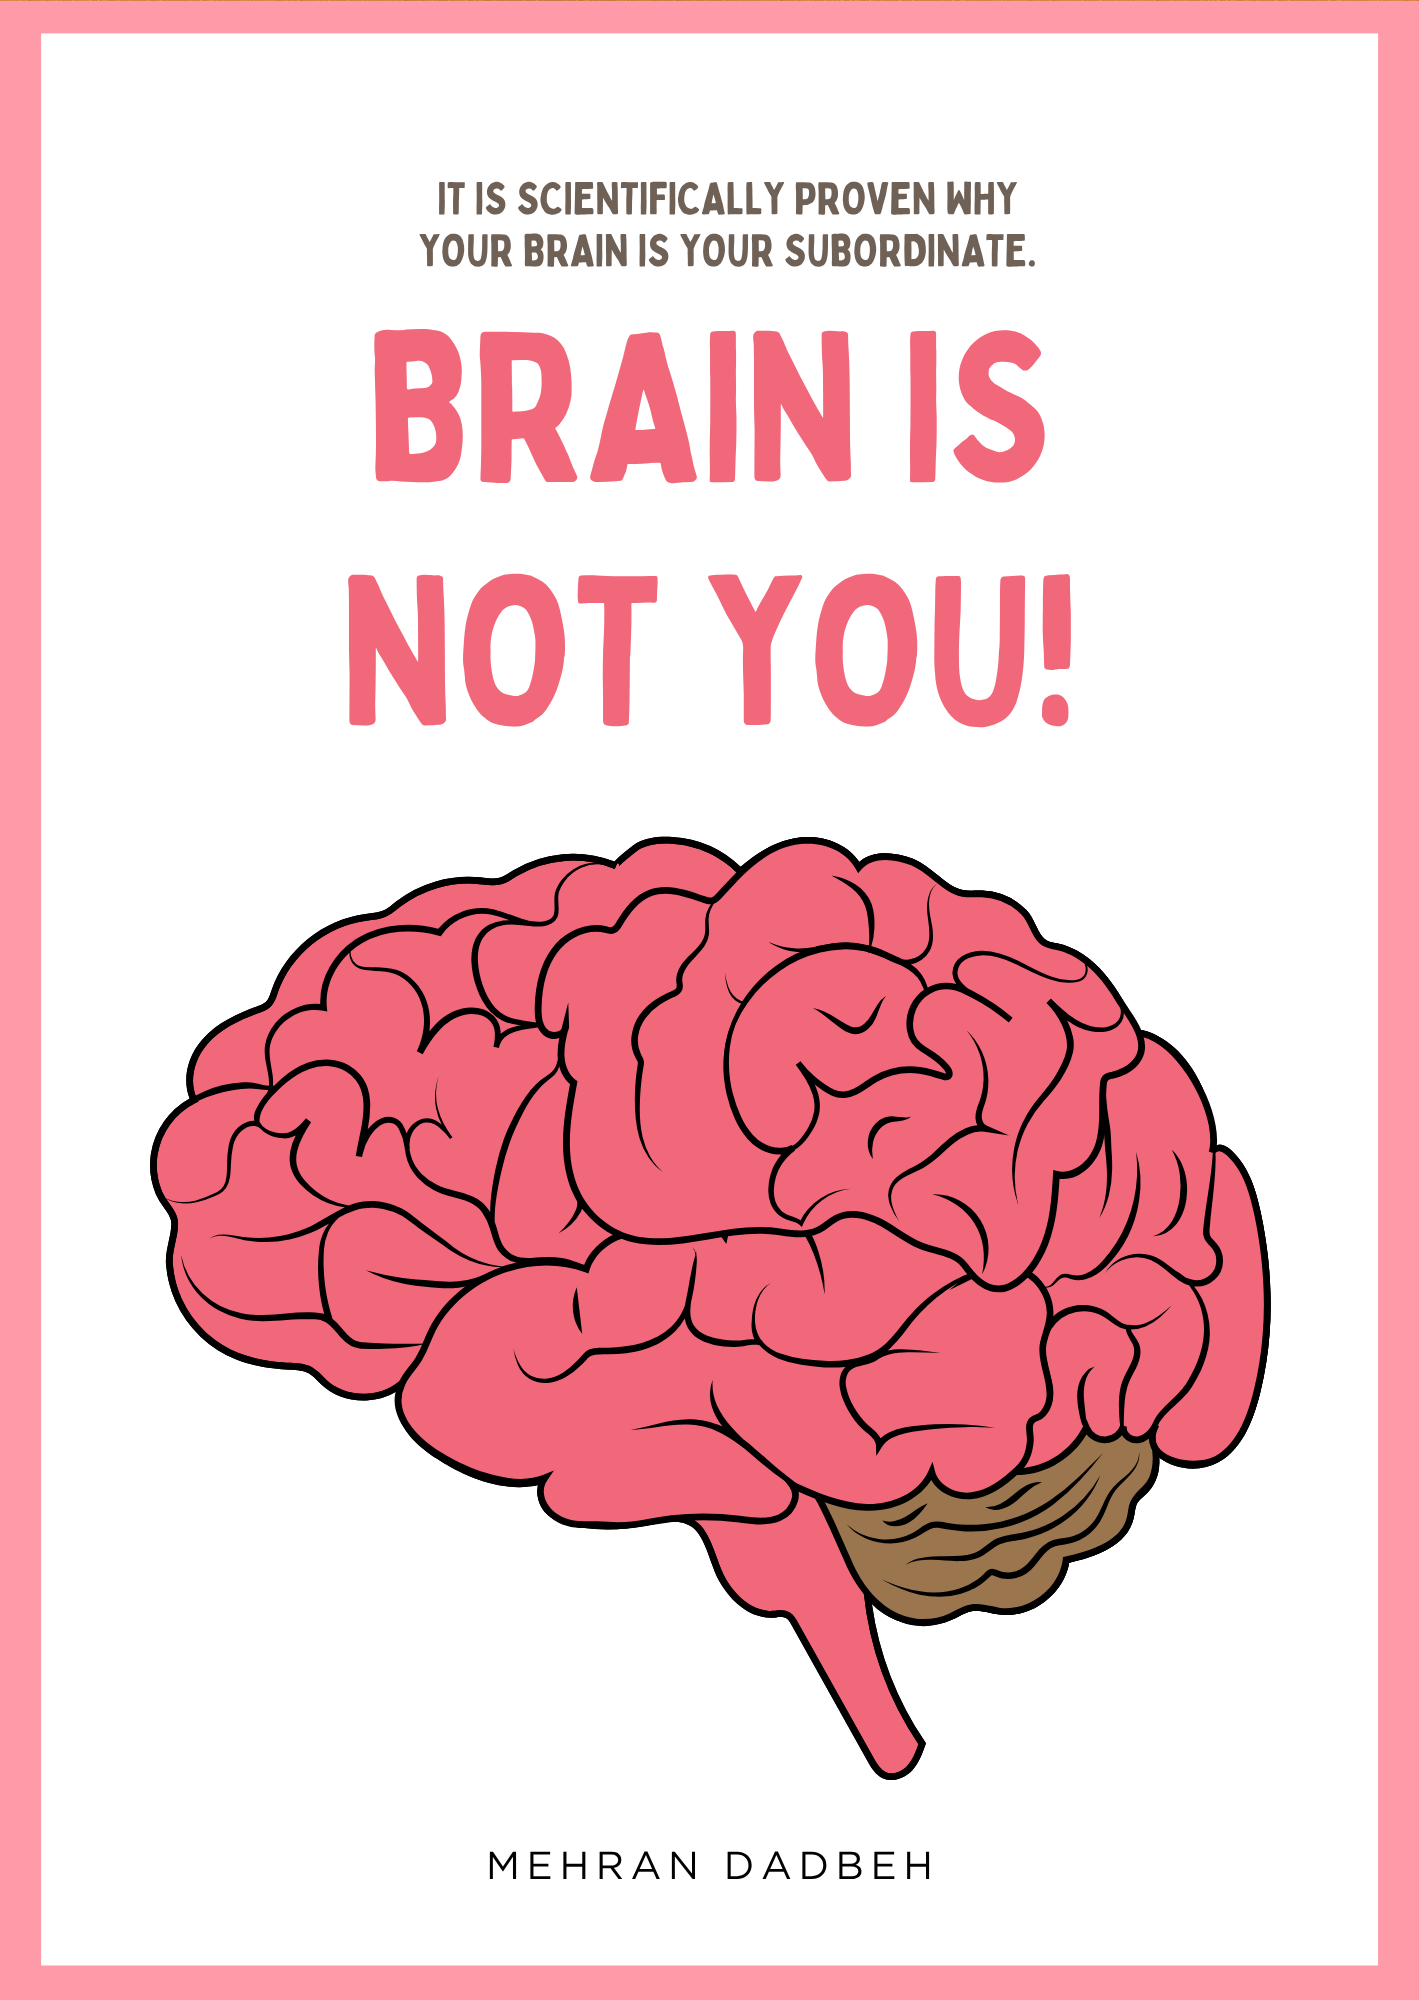 IT IS SCIENTIFICALLY PROVEN WHY
YOUR BRAIN IS YOUR SUBORDINATE.
BRAIN IS
NOT YOU!
MEHRAN DADBEH